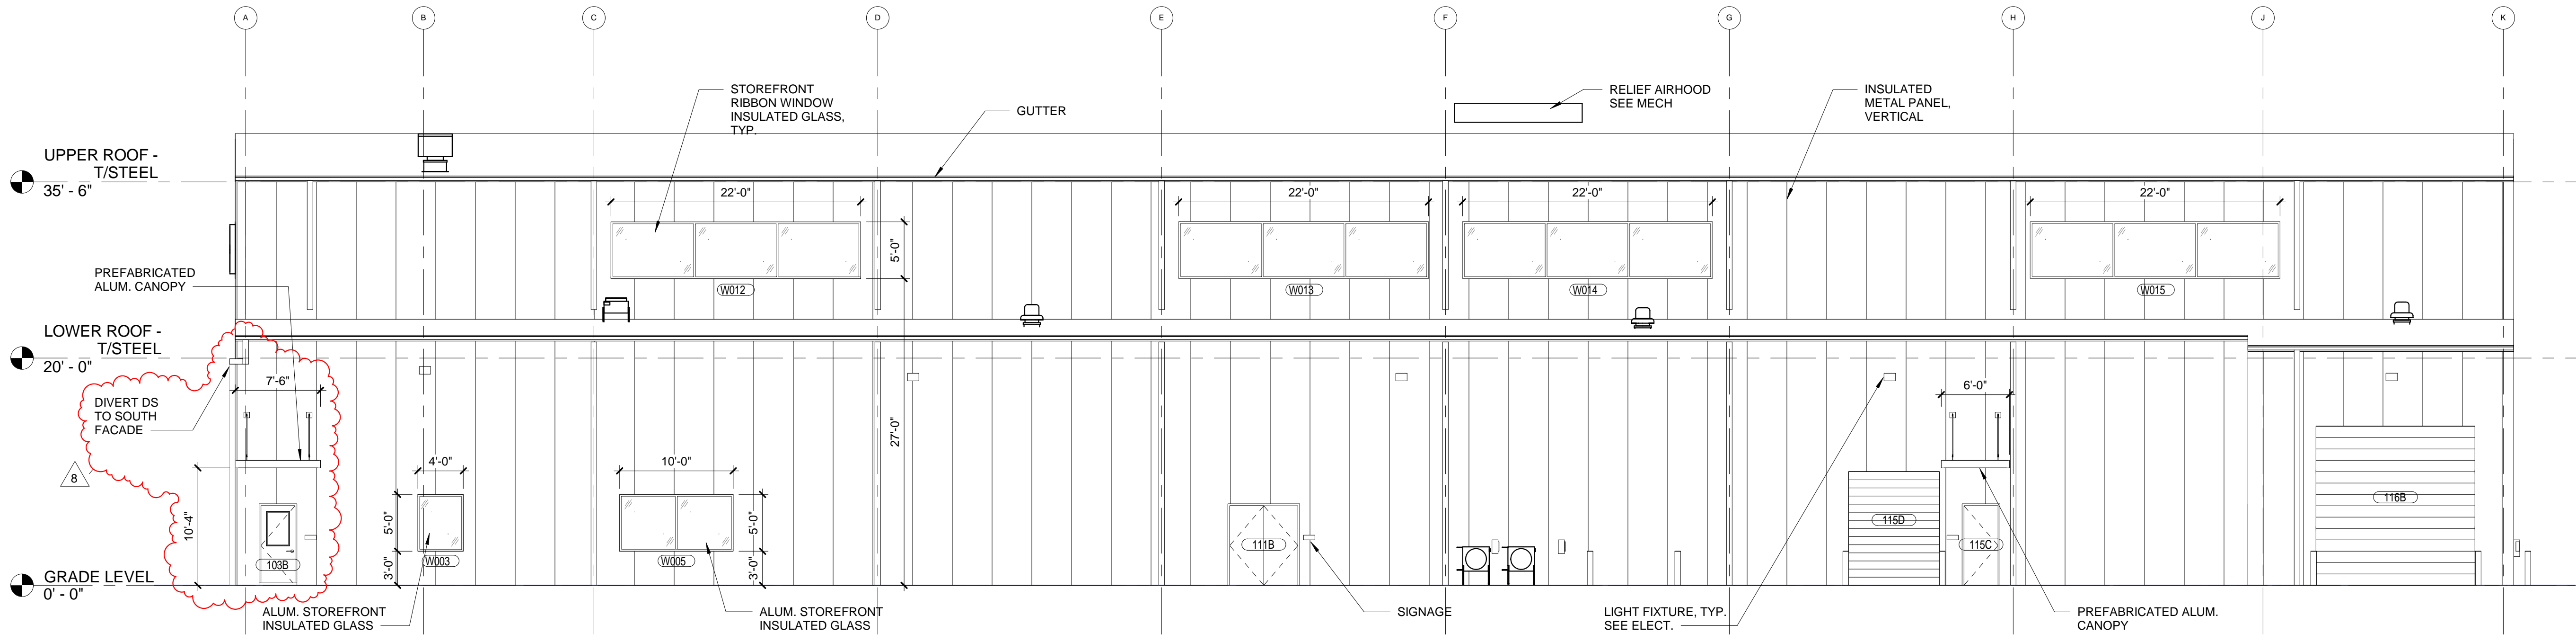 A
B
C
D
E
F
G
H
J
K
STOREFRONT
RIBBON WINDOW
INSULATED GLASS,
TYP.
GUTTER
RELIEF AIRHOOD
SEE MECH
INSULATED
METAL PANEL,
VERTICAL
UPPER ROOF -
T/STEEL
35' - 6"
22'-0"
22'-0"
22'-0"
22'-0"
5'-0"
PREFABRICATED
ALUM. CANOPY
W012
W013
W014
W015
LOWER ROOF -
T/STEEL
20' - 0"
7'-6"
6'-0"
DIVERT DS
TO SOUTH
FACADE
27'-0"
8
10'-4"
4'-0"
10'-0"
5'-0"
5'-0"
3'-0"
3'-0"
103B
W003
W005
111B
115D
115C
116B
GRADE LEVEL
0' - 0"
ALUM. STOREFRONT
INSULATED GLASS
ALUM. STOREFRONT
INSULATED GLASS
SIGNAGE
LIGHT FIXTURE, TYP.
SEE ELECT.
PREFABRICATED ALUM.
CANOPY